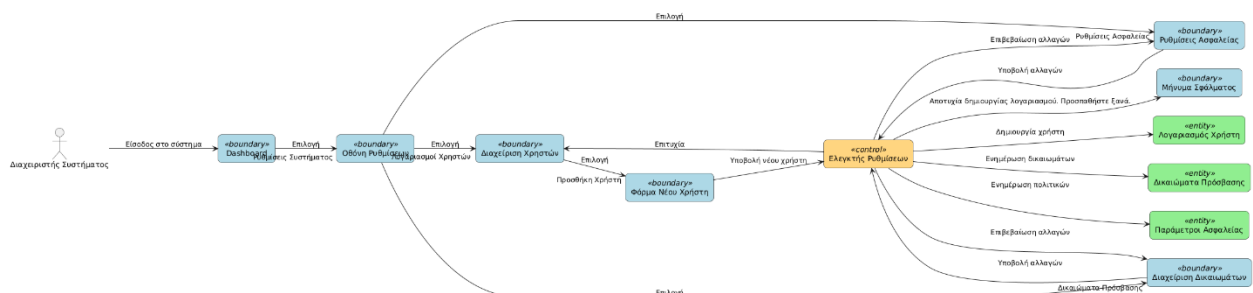 Επιλογή
Ρυθμίσεις Ασφαλείας
«boundary»
Ρυθμίσεις Ασφαλείας
Επιβεβαίωση αλλαγών
Υποβολή αλλαγών
«boundary»
Μήνυμα Σφάλματος
Αποτυχία δημιουργίας λογαριασμού. Προσπαθήστε ξανά.
Διαχειριστής Συστήματος
Είσοδος στο σύστημα
«boundary»
Dashboard
Επιλογή
Ρυθμίσεις Συστήματος
«boundary»
Οθόνη Ρυθμίσεων
Επιλογή
Λογαριασμοί Χρηστών
«boundary»
Διαχείριση Χρηστών
Επιτυχία
Επιλογή
Προσθήκη Χρήστη
«boundary»
Φόρμα Νέου Χρήστη
Υποβολή νέου χρήστη
«control»
Ελεγκτής Ρυθμίσεων
Δημιουργία χρήστη
«entity»
Λογαριασμός Χρήστη
Ενημέρωση δικαιωμάτων
«entity»
Δικαιώματα Πρόσβασης
Ενημέρωση πολιτικών
«entity»
Παράμετροι Ασφαλείας
Επιβεβαίωση αλλαγών
Υποβολή αλλαγών
«boundary»
Διαχείριση Δικαιωμάτων
Επιλογή
Δικαιώματα Πρόσβασης